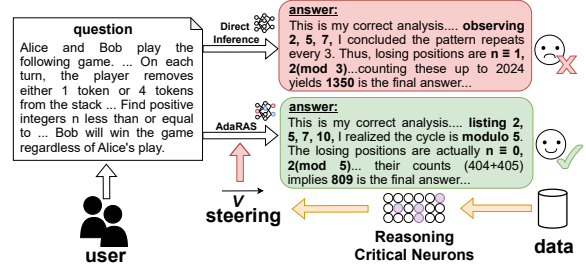 question
Alice and Bob play the
following game. ... On each
turn, the player removes
either 1 token or 4 tokens
from the stack ... Find positive
integers n less than or equal
to ... Bob will win the game
regardless of Alice's play.
Direct
Inference
answer:
This is my correct analysis.... observing
2, 5, 7, I concluded the pattern repeats
every 3. Thus, losing positions are n ≡ 1,
2(mod 3)...counting these up to 2024
yields 1350 is the final answer...
AdaRAS
answer:
This is my correct analysis.... listing 2,
5, 7, 10, I realized the cycle is modulo 5.
The losing positions are actually n ≡ 0,
2(mod 5)... their counts (404+405)
implies 809 is the final answer...
V
steering
user
Reasoning
Critical Neurons
data